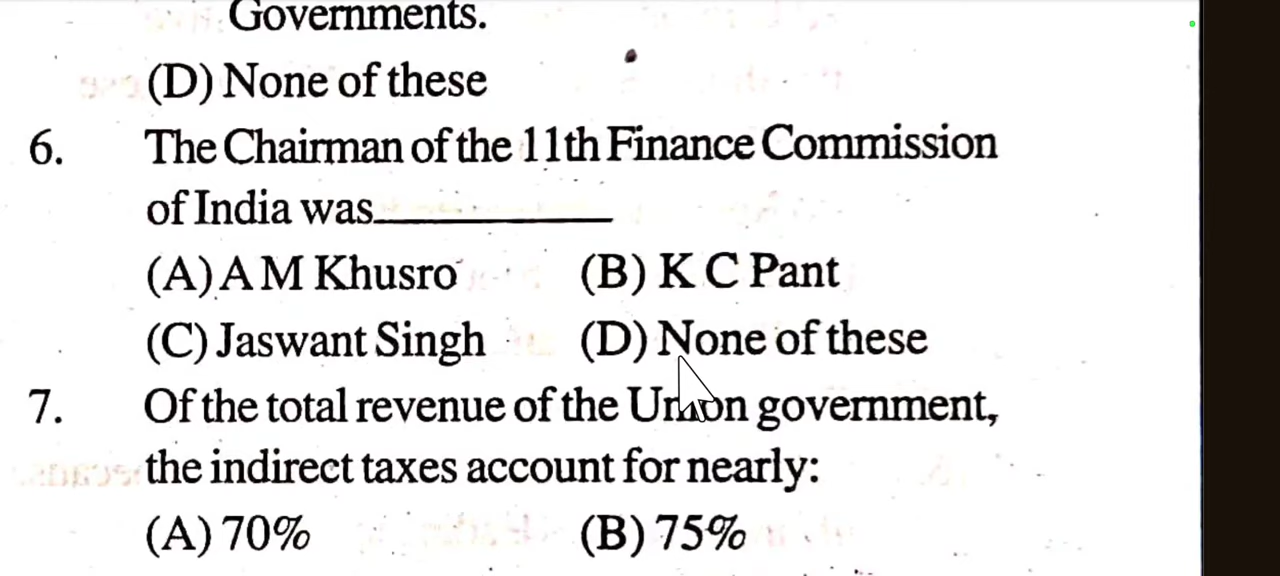 Governments.
(D) None of these
6. The Chairman of the 11th Finance Commission
of India was____________
(A) A M Khusro (B) K C Pant
(C) Jaswant Singh (D) None of these
7. Of the total revenue of the Union government,
the indirect taxes account for nearly:
(A) 70% (B) 75%